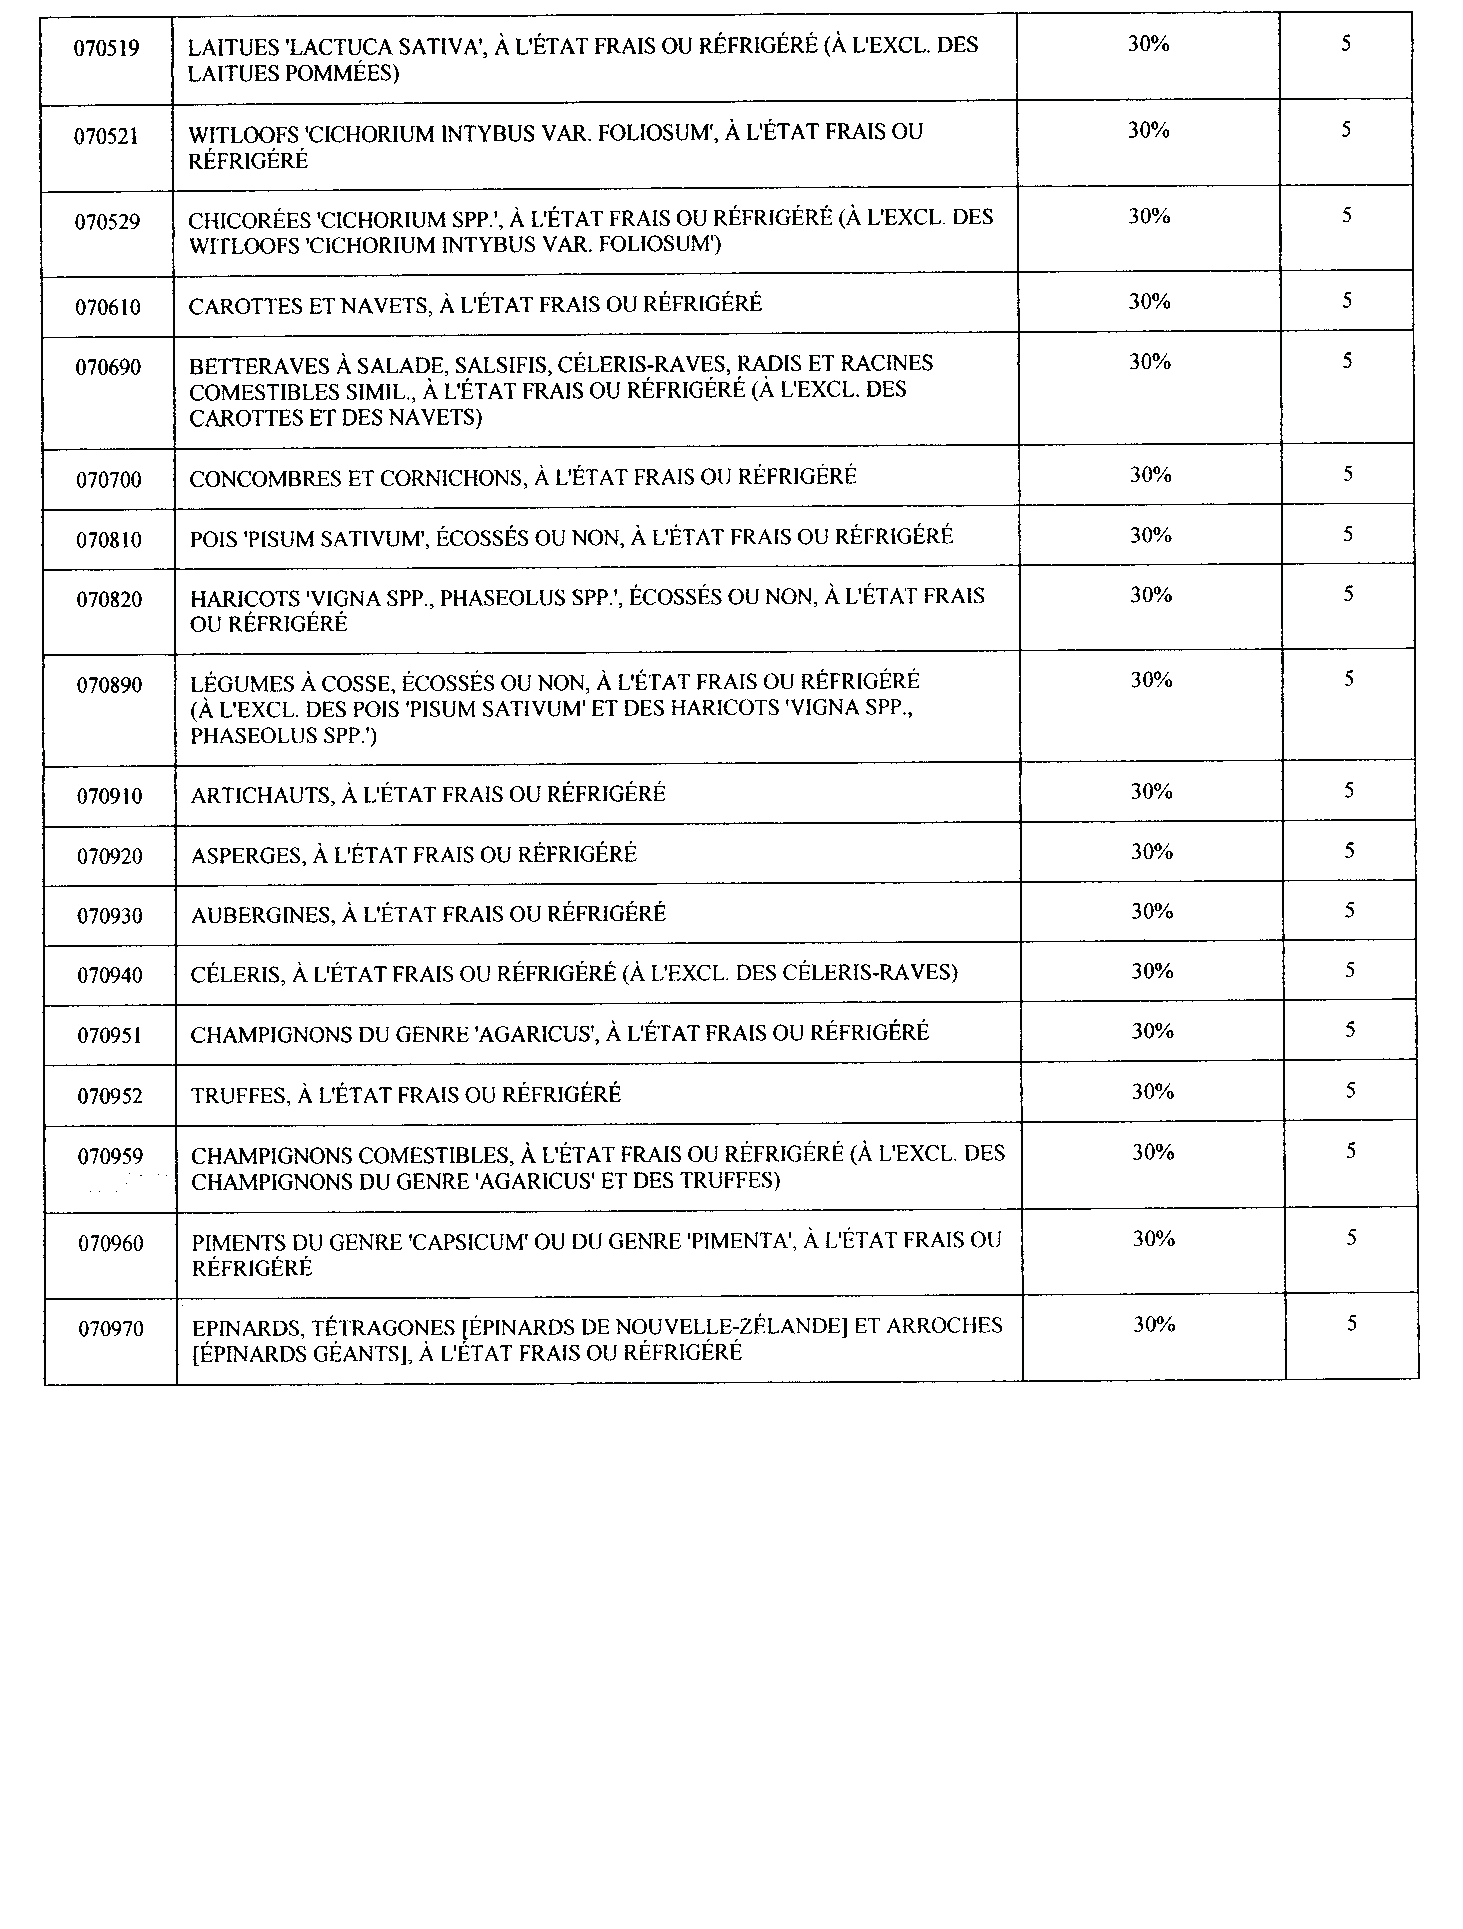 070519 LAITUES 'LACTUCA SATIVA', À L'ÉTAT FRAIS OU RÉFRIGÉRÉ (À L'EXCL. DES 30% 5
LAITUES POMMÉES)
070521 WITLOOFS 'CICHORIUM INTYBUS VAR. FOLIOSUM', À L'ÉTAT FRAIS OU 30% 5
RÉFRIGÉRÉ
070529 CHICORÉES 'CICHORIUM SPP.', À L'ÉTAT FRAIS OU RÉFRIGÉRÉ (À L'EXCL. DES 30% 5
WITLOOFS 'CICHORIUM INTYBUS VAR. FOLIOSUM')
070610 CAROTTES ET NAVETS, À L'ÉTAT FRAIS OU RÉFRIGÉRÉ 30% 5
070690 BETTERAVES À SALADE, SALSIFIS, CÉLERIS-RAVES, RADIS ET RACINES 30% 5
COMESTIBLES SIMIL., À L'ÉTAT FRAIS OU RÉFRIGÉRÉ (À L'EXCL. DES
CAROTTES ET DES NAVETS)
070700 CONCOMBRES ET CORNICHONS, À L'ÉTAT FRAIS OU RÉFRIGÉRÉ 30% 5
070810 POIS 'PISUM SATIVUM', ÉCOSSÉS OU NON, À L'ÉTAT FRAIS OU RÉFRIGÉRÉ 30% 5
070820 HARICOTS 'VIGNA SPP., PHASEOLUS SPP.', ÉCOSSÉS OU NON, À L'ÉTAT FRAIS 30% 5
OU RÉFRIGÉRÉ
070890 LÉGUMES À COSSE, ÉCOSSÉS OU NON, À L'ÉTAT FRAIS OU RÉFRIGÉRÉ 30% 5
(À L'EXCL. DES POIS 'PISUM SATIVUM' ET DES HARICOTS 'VIGNA SPP.,
PHASEOLUS SPP.')
070910 ARTICHAUTS, À L'ÉTAT FRAIS OU RÉFRIGÉRÉ 30% 5
070920 ASPERGES, À L'ÉTAT FRAIS OU RÉFRIGÉRÉ 30% 5
070930 AUBERGINES, À L'ÉTAT FRAIS OU RÉFRIGÉRÉ 30% 5
070940 CÉLERIS, À L'ÉTAT FRAIS OU RÉFRIGÉRÉ (À L'EXCL. DES CÉLERIS-RAVES) 30% 5
070951 CHAMPIGNONS DU GENRE 'AGARICUS', À L'ÉTAT FRAIS OU RÉFRIGÉRÉ 30% 5
070952 TRUFFES, À L'ÉTAT FRAIS OU RÉFRIGÉRÉ 30% 5
070959 CHAMPIGNONS COMESTIBLES, À L'ÉTAT FRAIS OU RÉFRIGÉRÉ (À L'EXCL. DES 30% 5
CHAMPIGNONS DU GENRE 'AGARICUS' ET DES TRUFFES)
070960 PIMENTS DU GENRE 'CAPSICUM' OU DU GENRE 'PIMENTA', À L'ÉTAT FRAIS OU 30% 5
RÉFRIGÉRÉ
070970 EPINARDS, TÉTRAGONES [ÉPINARDS DE NOUVELLE-ZÉLANDE] ET ARROCHES 30% 5
[ÉPINARDS GÉANTS], À L'ÉTAT FRAIS OU RÉFRIGÉRÉ